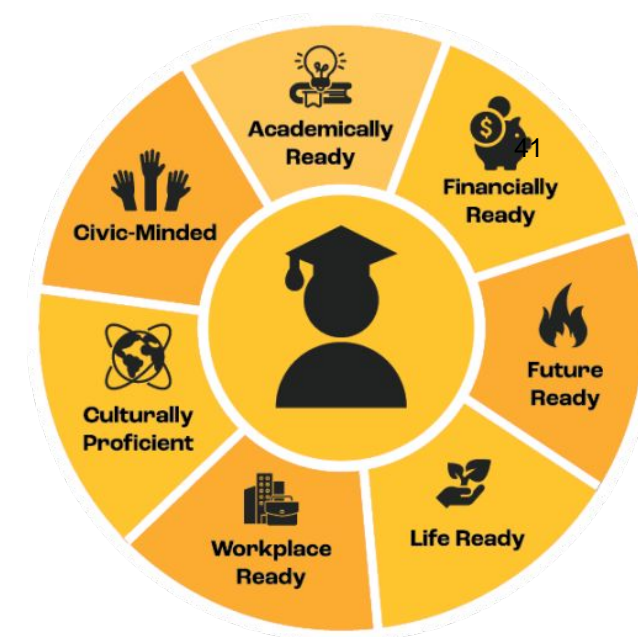 Academically
Ready
$
41
Financially
Ready
Future
Ready
Life Ready
Workplace
Ready
Culturally
Proficient
Civic-Minded